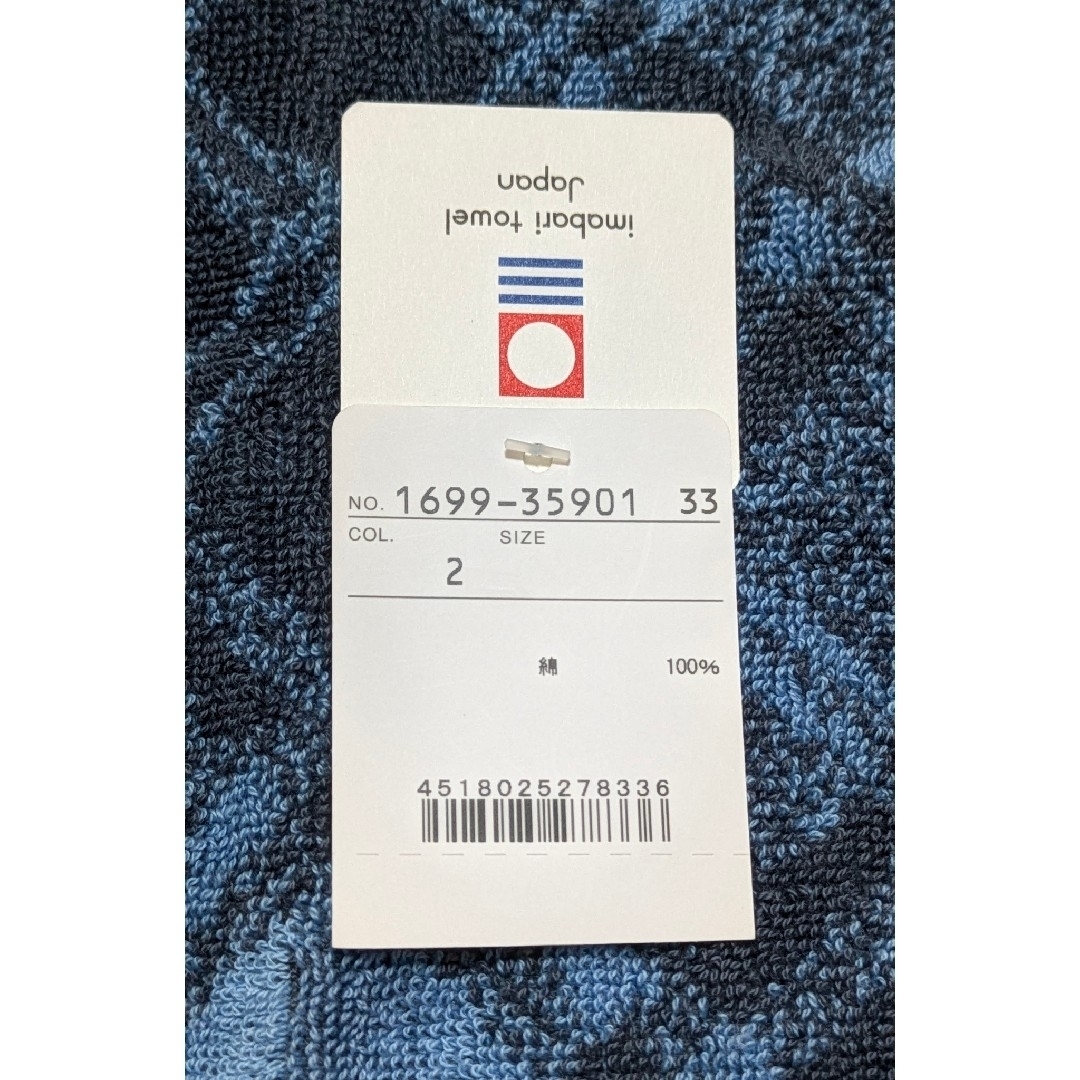 imabari towel
Japan
NO. 1699-35901 33
COL. SIZE
2
綿 100%
4518025278336